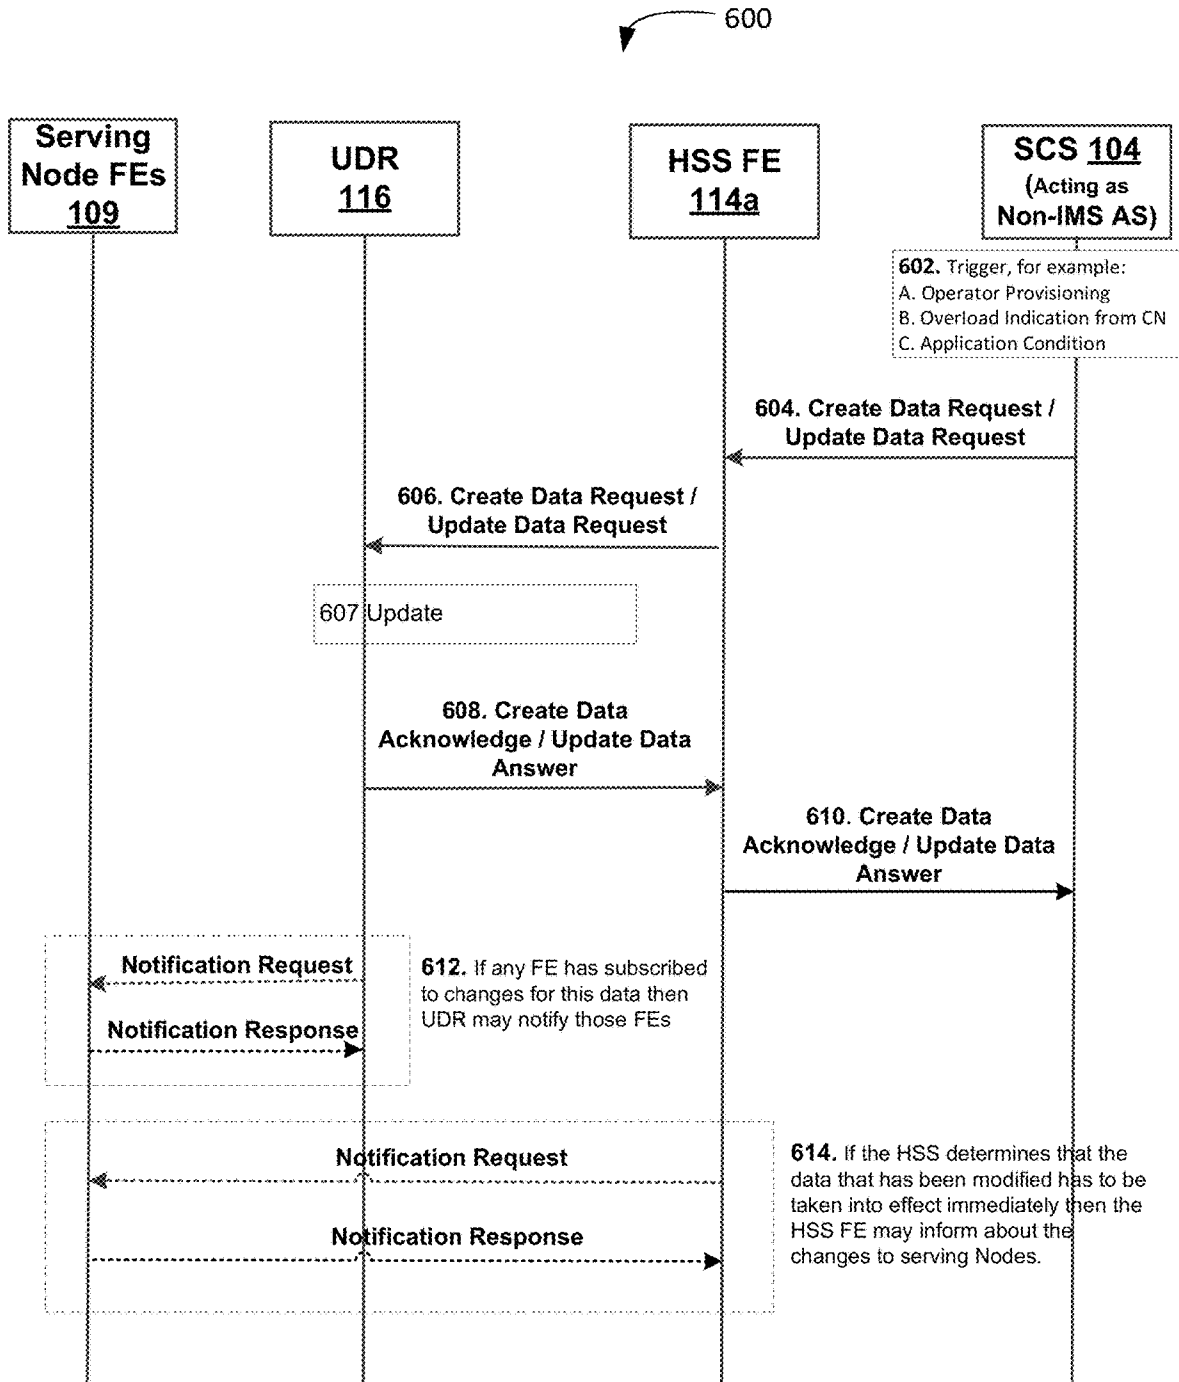 600
Serving
Node FEs
109
UDR
116
HSS FE
114a
SCS 104
(Acting as
Non-IMS AS)
602. Trigger, for example:
A. Operator Provisioning
B. Overload Indication from CN
C. Application Condition
604. Create Data Request /
Update Data Request
606. Create Data Request /
Update Data Request
607 Update
608. Create Data
Acknowledge / Update Data
Answer
610. Create Data
Acknowledge / Update Data
Answer
Notification Request
Notification Response
612. If any FE has subscribed
to changes for this data then
UDR may notify those FEs
Notification Request
Notification Response
614. If the HSS determines that the
data that has been modified has to be
taken into effect immediately then the
HSS FE may inform about the
changes to serving Nodes.